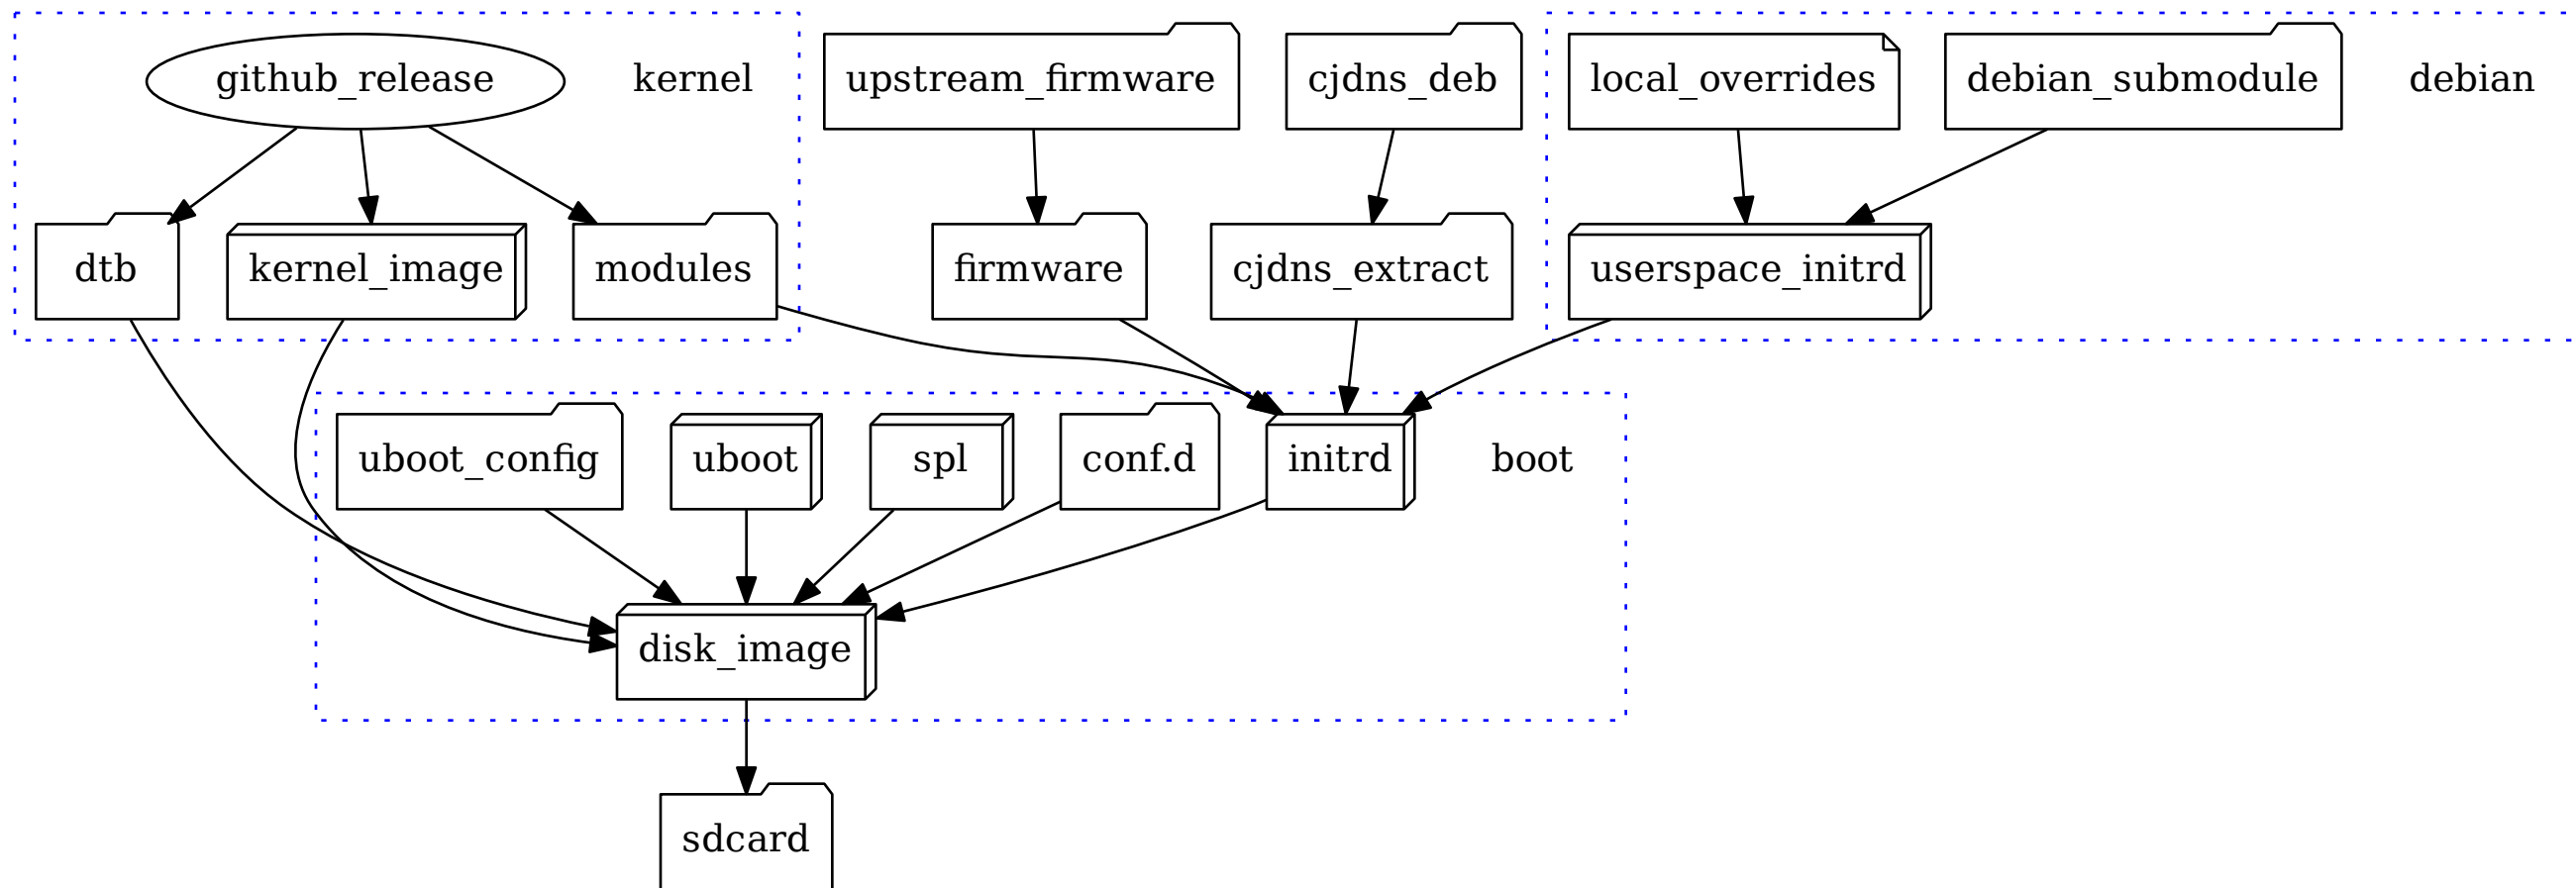 github_release
kernel
upstream_firmware
cjdns_deb
local_overrides
debian_submodule
debian
dtb
kernel_image
modules
firmware
cjdns_extract
userspace_initrd
uboot_config
uboot
spl
conf.d
initrd
boot
disk_image
sdcard